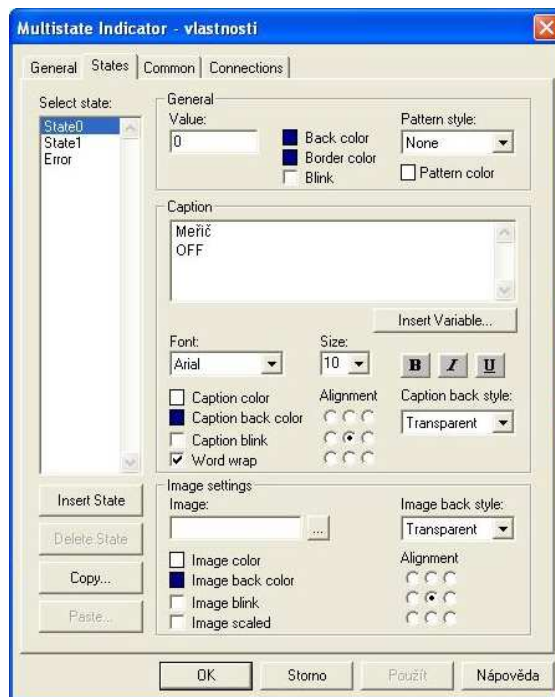 Multistate Indicator - vlastnosti
General States Common Connections
Select state:
State0
State1
Error
Insert State
Delete State
Copy...
Paste...
General
Value:
0
Back color
Border color
Blink
Pattern style:
None
Pattern color
Caption
Meřič
OFF
Insert Variable...
Font:
Arial
Size:
10
B I U
Caption color
Caption back color
Caption blink
Word wrap
Alignment
Caption back style:
Transparent
Image settings
Image:
...
Image back style:
Transparent
Image color
Image back color
Image blink
Image scaled
Alignment
OK Storno Použít Nápověda